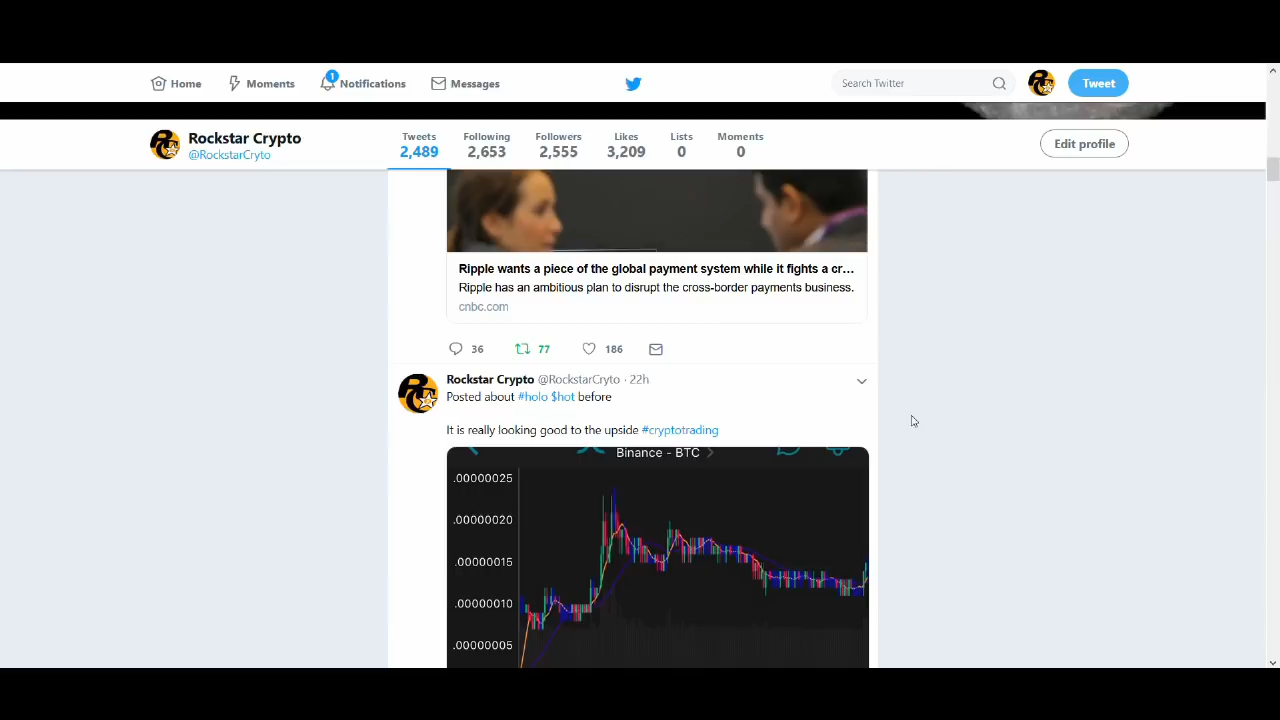 Home
Moments
1
Notifications
Messages
Search Twitter
Tweet
Rockstar Crypto
@RockstarCryto
Tweets
2,489
Following
2,653
Followers
2,555
Likes
3,209
Lists
0
Moments
0
Edit profile
Ripple wants a piece of the global payment system while it fights a cr...
Ripple has an ambitious plan to disrupt the cross-border payments business.
cnbc.com
36
77
186
Rockstar Crypto @RockstarCryto · 22h
Posted about #holo $hot before
It is really looking good to the upside #cryptotrading
Binance - BTC
.00000025
.00000020
.00000015
.00000010
.00000005